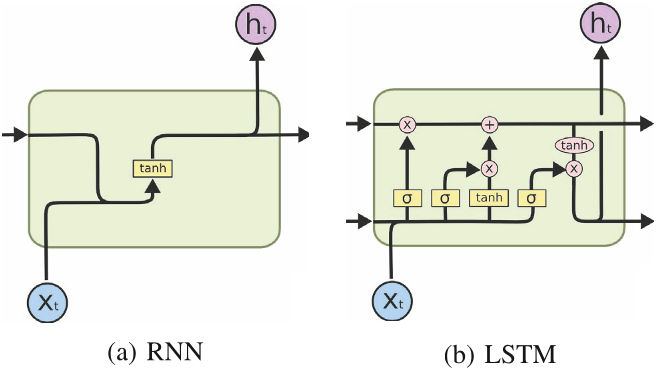 ht
tanh
Xt
(a) RNN
ht
x
+
tanh
x
x
σ
σ
tanh
σ
Xt
(b) LSTM